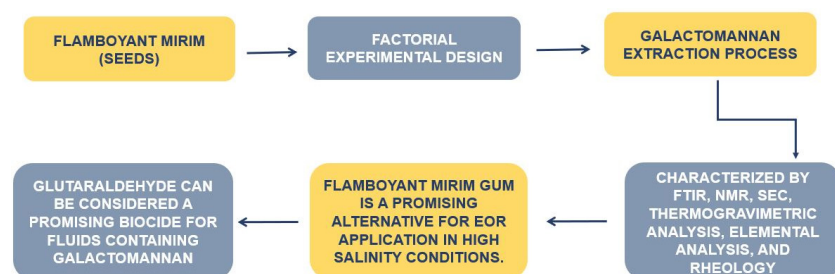 FLAMBOYANT MIRIM
(SEEDS)
FACTORIAL
EXPERIMENTAL DESIGN
GALACTOMANNAN
EXTRACTION PROCESS
CHARACTERIZED BY
FTIR, NMR, SEC,
THERMOGRAVIMETRIC
ANALYSIS, ELEMENTAL
ANALYSIS, AND
RHEOLOGY
FLAMBOYANT MIRIM GUM
IS A PROMISING
ALTERNATIVE FOR EOR
APPLICATION IN HIGH
SALINITY CONDITIONS.
GLUTARALDEHYDE CAN
BE CONSIDERED A
PROMISING BIOCIDE FOR
FLUIDS CONTAINING
GALACTOMANNAN